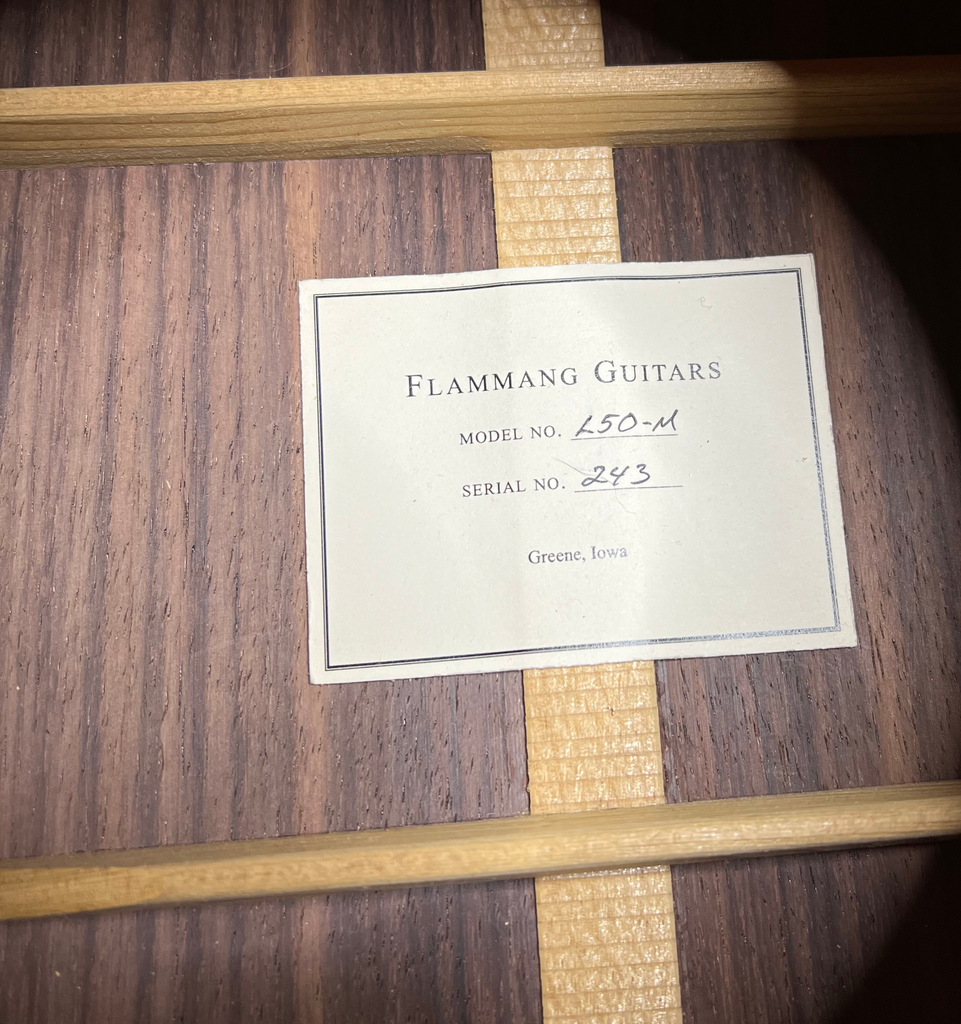 FLAMMANG GUITARS
MODEL NO. L50-M
SERIAL NO. 243
Greene, Iowa